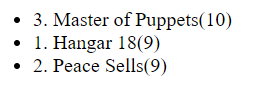 • 3. Master of Puppets(10)
• 1. Hangar 18(9)
• 2. Peace Sells(9)